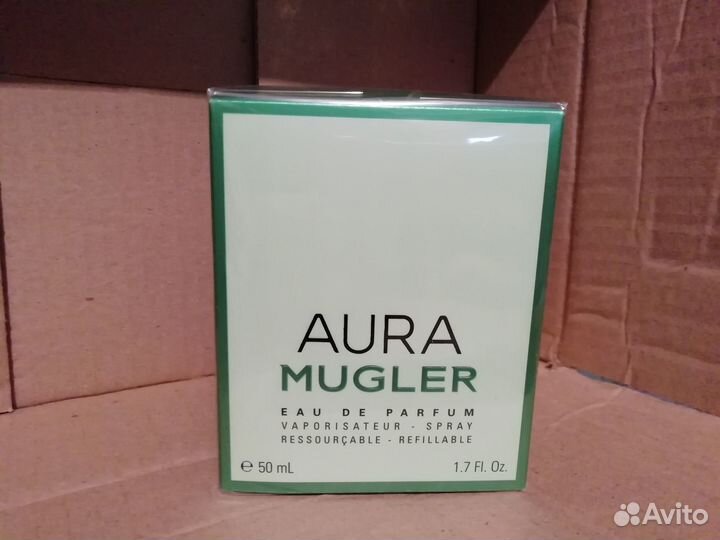 AURA
MUGLER
EAU DE PARFUM
VAPORISATEUR - SPRAY
RESSOURÇABLE - REFILLABLE
e 50 mL 1.7 Fl. Oz.
Avito